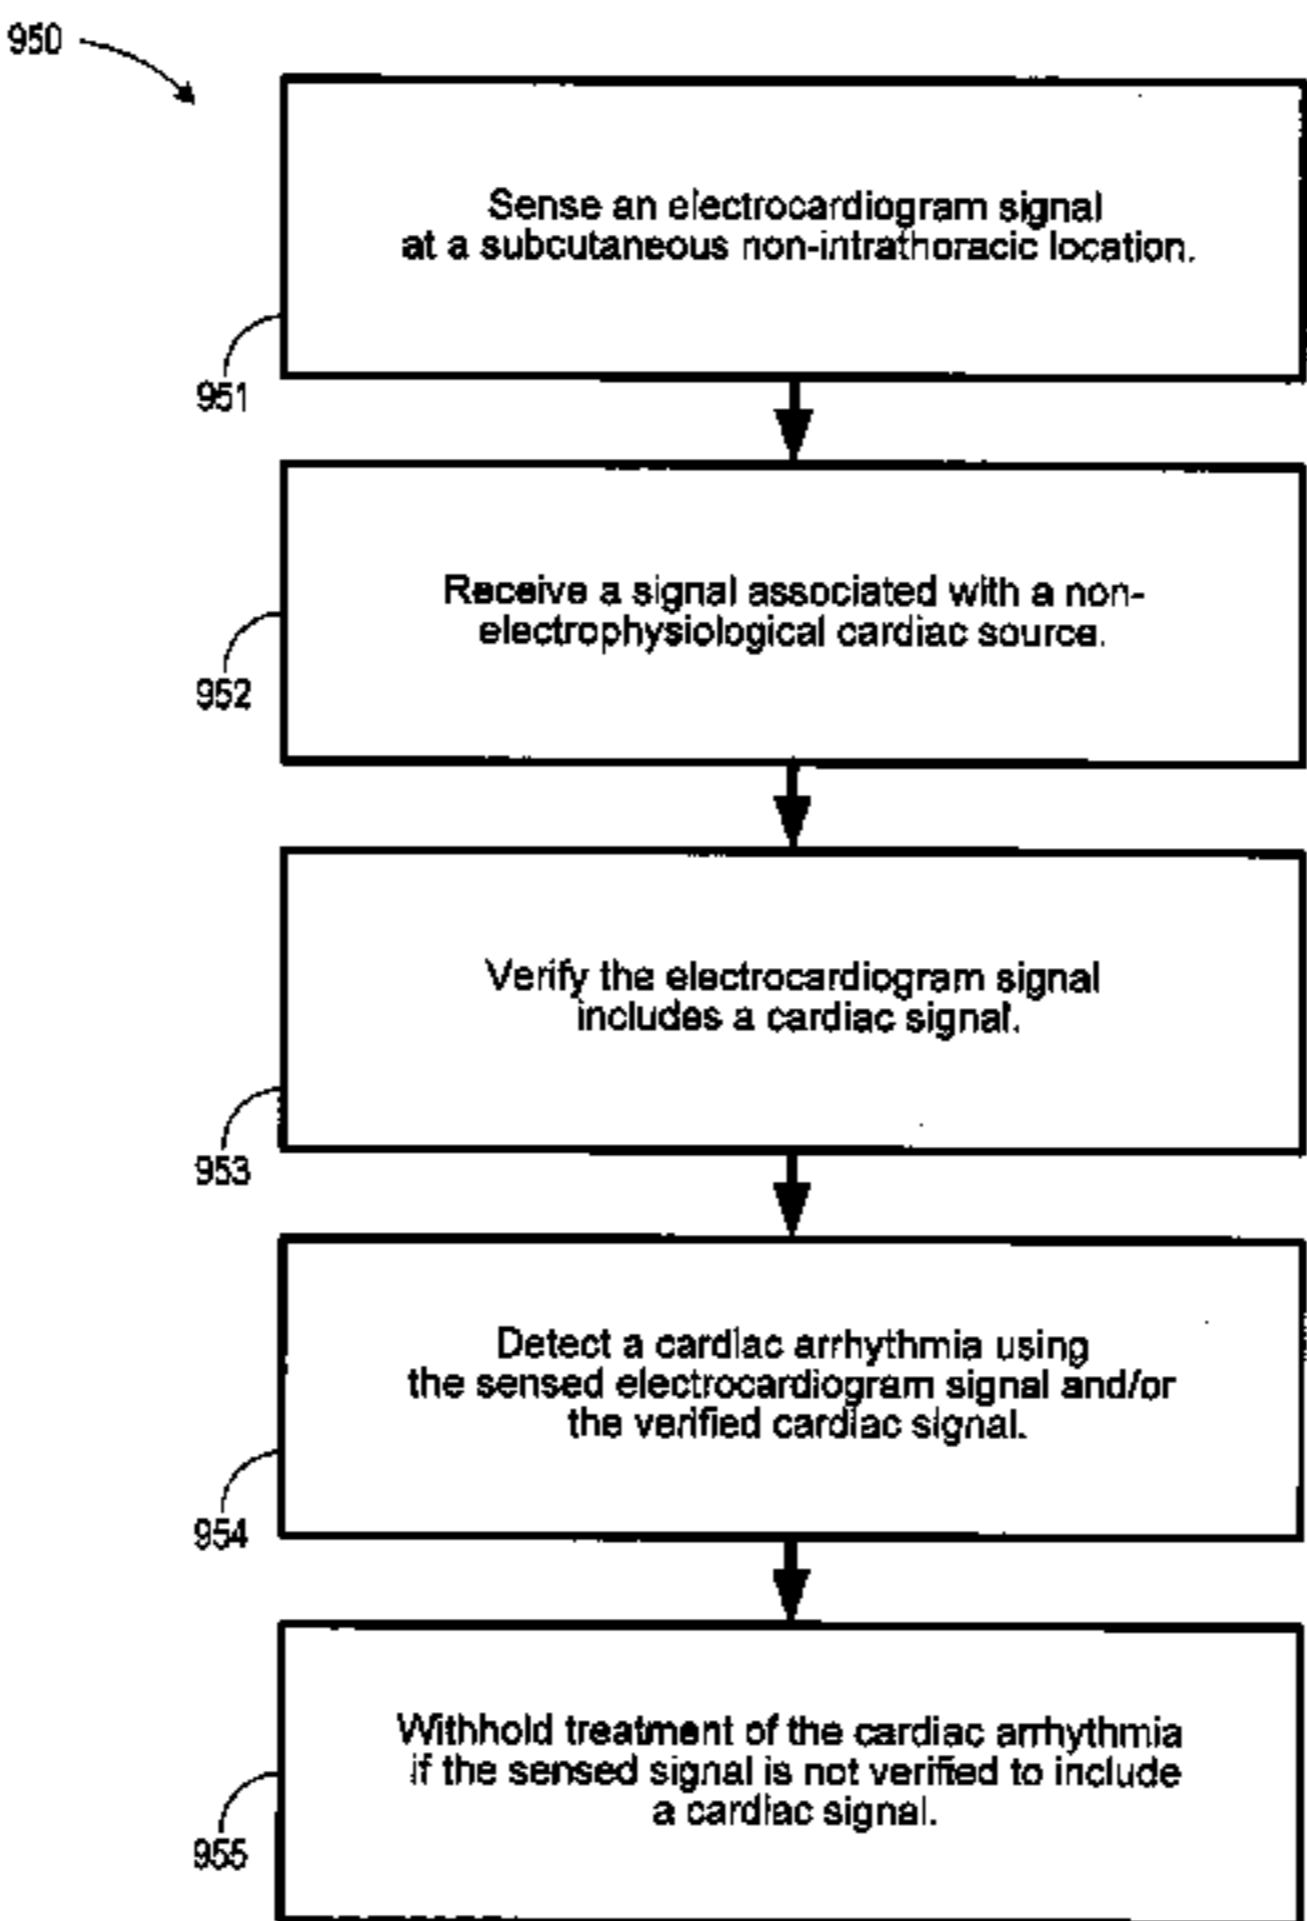 950
Sense an electrocardiogram signal
at a subcutaneous non-intrathoracic location.
951
Receive a signal associated with a non-
electrophysiological cardiac source.
952
Verify the electrocardiogram signal
includes a cardiac signal.
953
Detect a cardiac arrhythmia using
the sensed electrocardiogram signal and/or
the verified cardiac signal.
954
Withhold treatment of the cardiac arrhythmia
if the sensed signal is not verified to include
a cardiac signal.
955